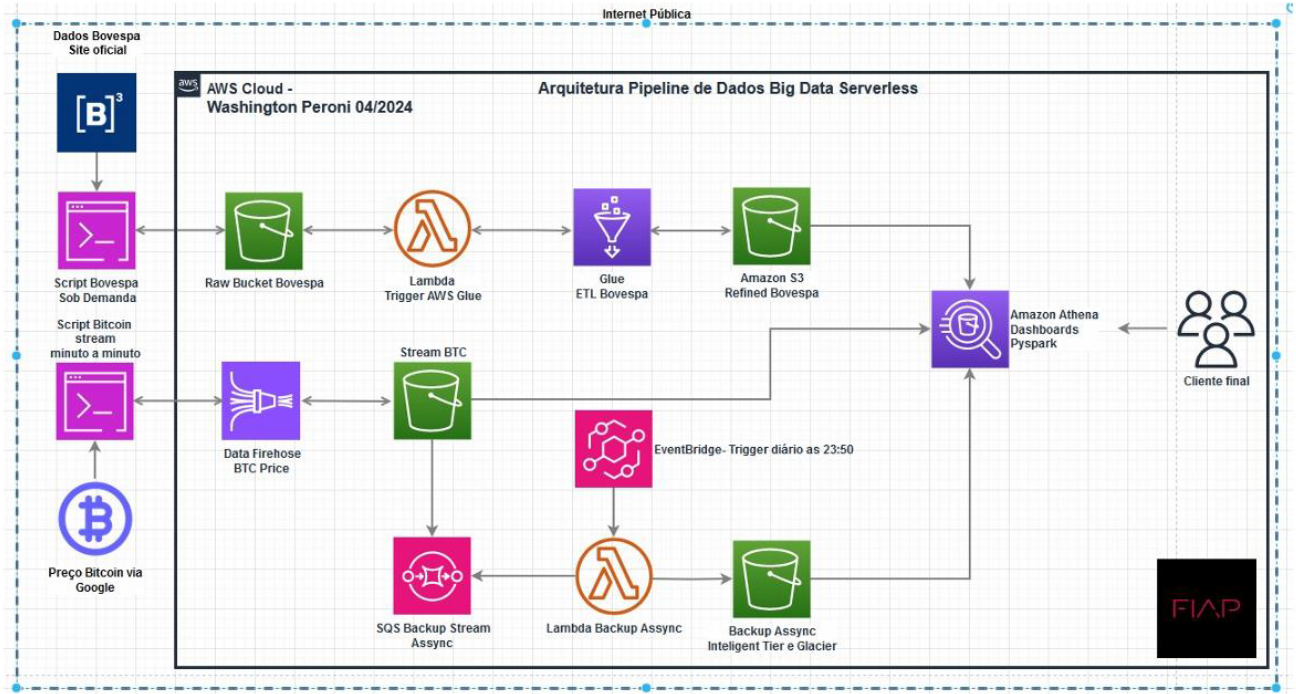 Internet Pública
Dados Bovespa
Site oficial
[B]3
aws
AWS Cloud -
Washington Peroni 04/2024
Arquitetura Pipeline de Dados Big Data Serverless
Script Bovespa
Sob Demanda
Raw Bucket Bovespa
Lambda
Trigger AWS Glue
Glue
ETL Bovespa
Amazon S3
Refined Bovespa
Amazon Athena
Dashboards
Pyspark
Cliente final
Script Bitcoin
stream
minuto a minuto
Data Firehose
BTC Price
Stream BTC
EventBridge- Trigger diário as 23:50
Preço Bitcoin via
Google
SQS Backup Stream
Assync
Lambda Backup Assync
Backup Assync
Inteligent Tier e Glacier
FIAP